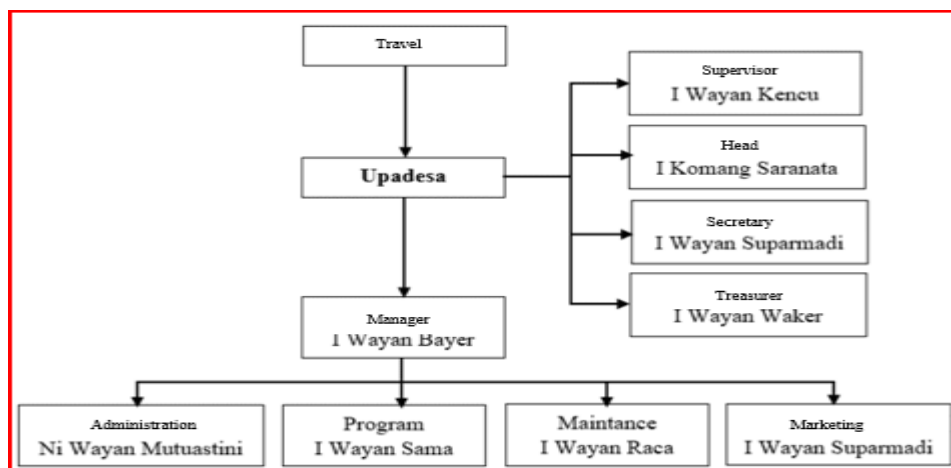 Travel
Supervisor
I Wayan Kencu
Head
I Komang Saranata
Upadesa
Secretary
I Wayan Suparmadi
Treasurer
I Wayan Waker
Manager
I Wayan Bayer
Administration
Ni Wayan Mutuastini
Program
I Wayan Sama
Maintance
I Wayan Raca
Marketing
I Wayan Suparmadi